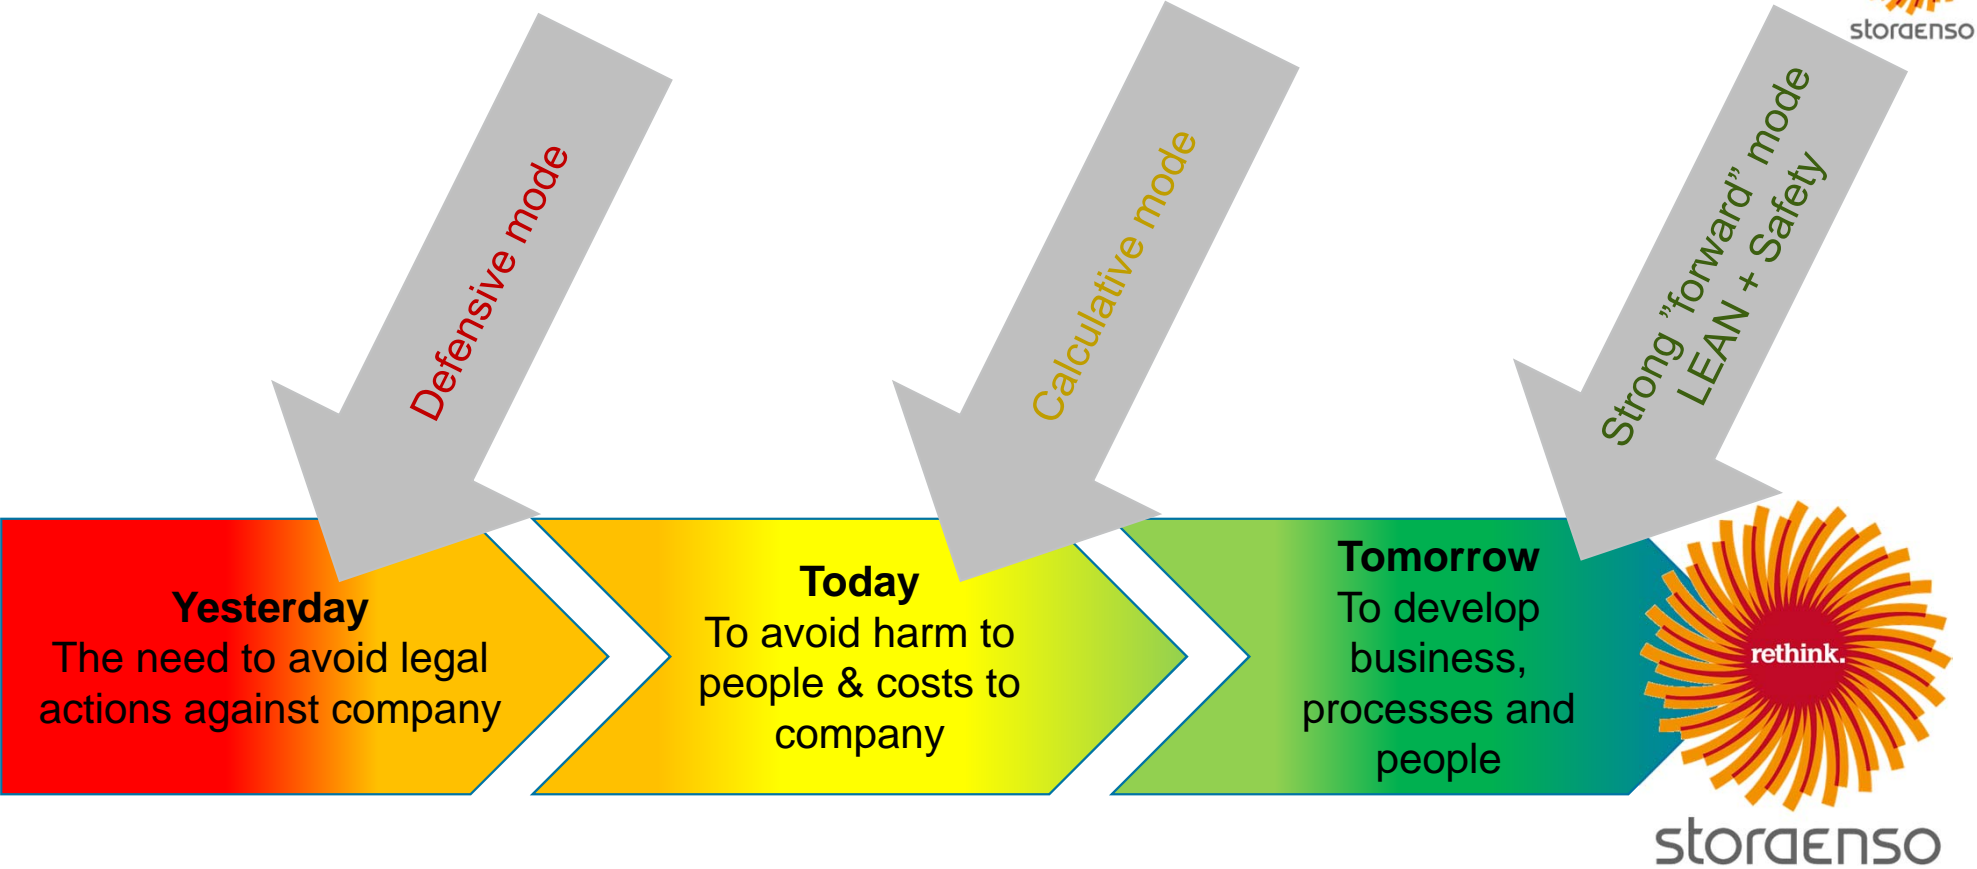 storaenso
Defensive mode
Calculative mode
Strong ”forward” mode
LEAN + Safety
Yesterday
The need to avoid legal
actions against company
Today
To avoid harm to
people & costs to
company
Tomorrow
To develop
business,
processes and
people
rethink.
storaenso